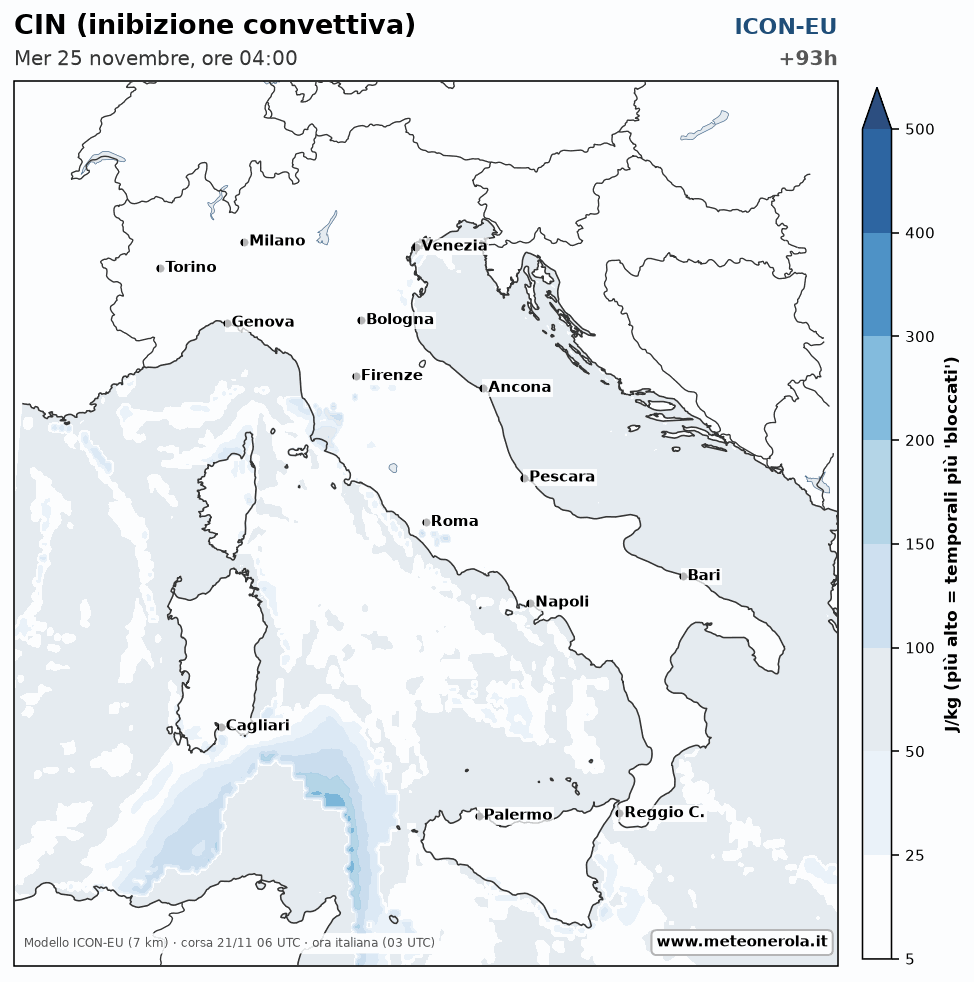 CIN (inibizione convettiva)
ICON-EU
Mer 25 novembre, ore 04:00
+93h
Milano
Venezia
Torino
Genova
Bologna
Firenze
Ancona
Pescara
Roma
Bari
Napoli
Cagliari
Palermo
Reggio C.
Modello ICON-EU (7 km) · corsa 21/11 06 UTC · ora italiana (03 UTC)
www.meteonerola.it
500
400
300
200
150
100
50
25
5
J/kg (più alto = temporali più 'bloccati')